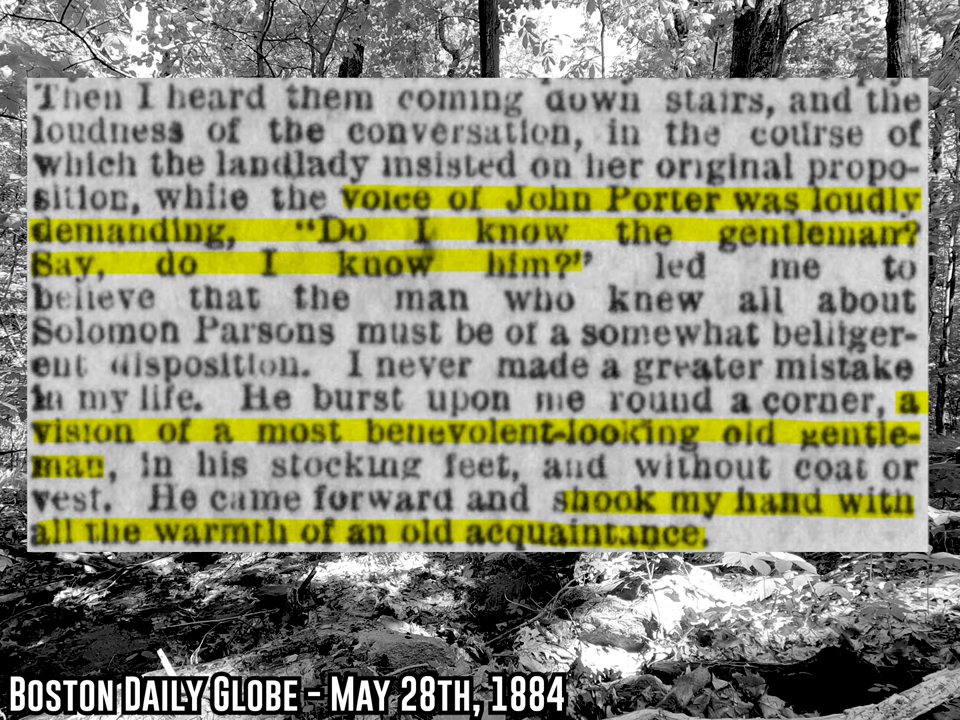 Then I heard them coming down stairs, and the
loudness of the conversation, in the course of
which the landlady insisted on her original propo-
sition, while the voice of John Porter was loudly
demanding, “Do I know the gentleman?
Say, do I know him?” led me to
believe that the man who knew all about
Solomon Parsons must be of a somewhat belliger-
ent disposition. I never made a greater mistake
in my life. He burst upon me round a corner, a
vision of a most benevolent-looking old gentle-
man, in his stocking feet, and without coat or
vest. He came forward and shook my hand with
all the warmth of an old acquaintance.
BOSTON DAILY GLOBE - MAY 28TH, 1884